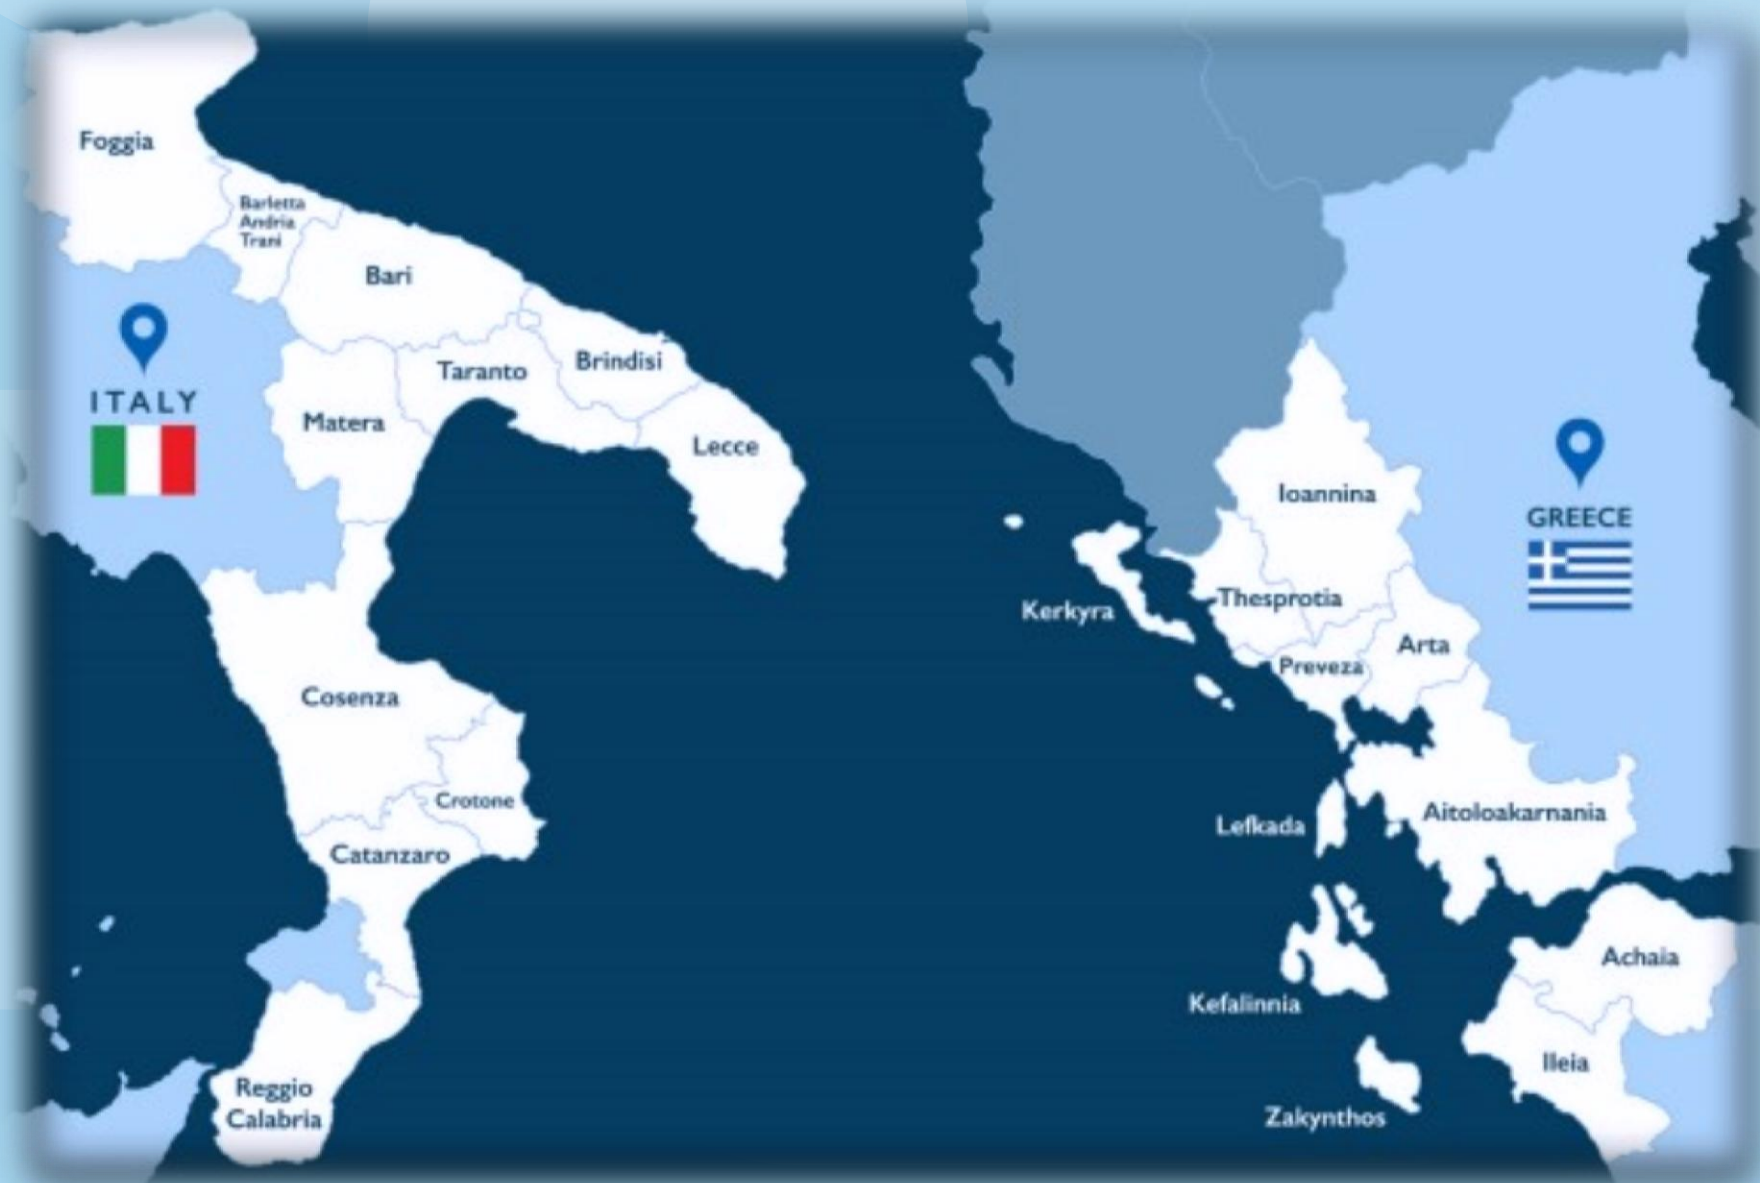 Foggia
Barletta
Andria
Trani
Bari
Taranto
Brindisi
Matera
Lecce
ITALY
Cosenza
Crotone
Catanzaro
Reggio
Calabria
Ioannina
GREECE
Thesprotia
Kerkyra
Arta
Preveza
Aitoloakarnania
Lefkada
Achaia
Kefalinnia
Ileia
Zakynthos